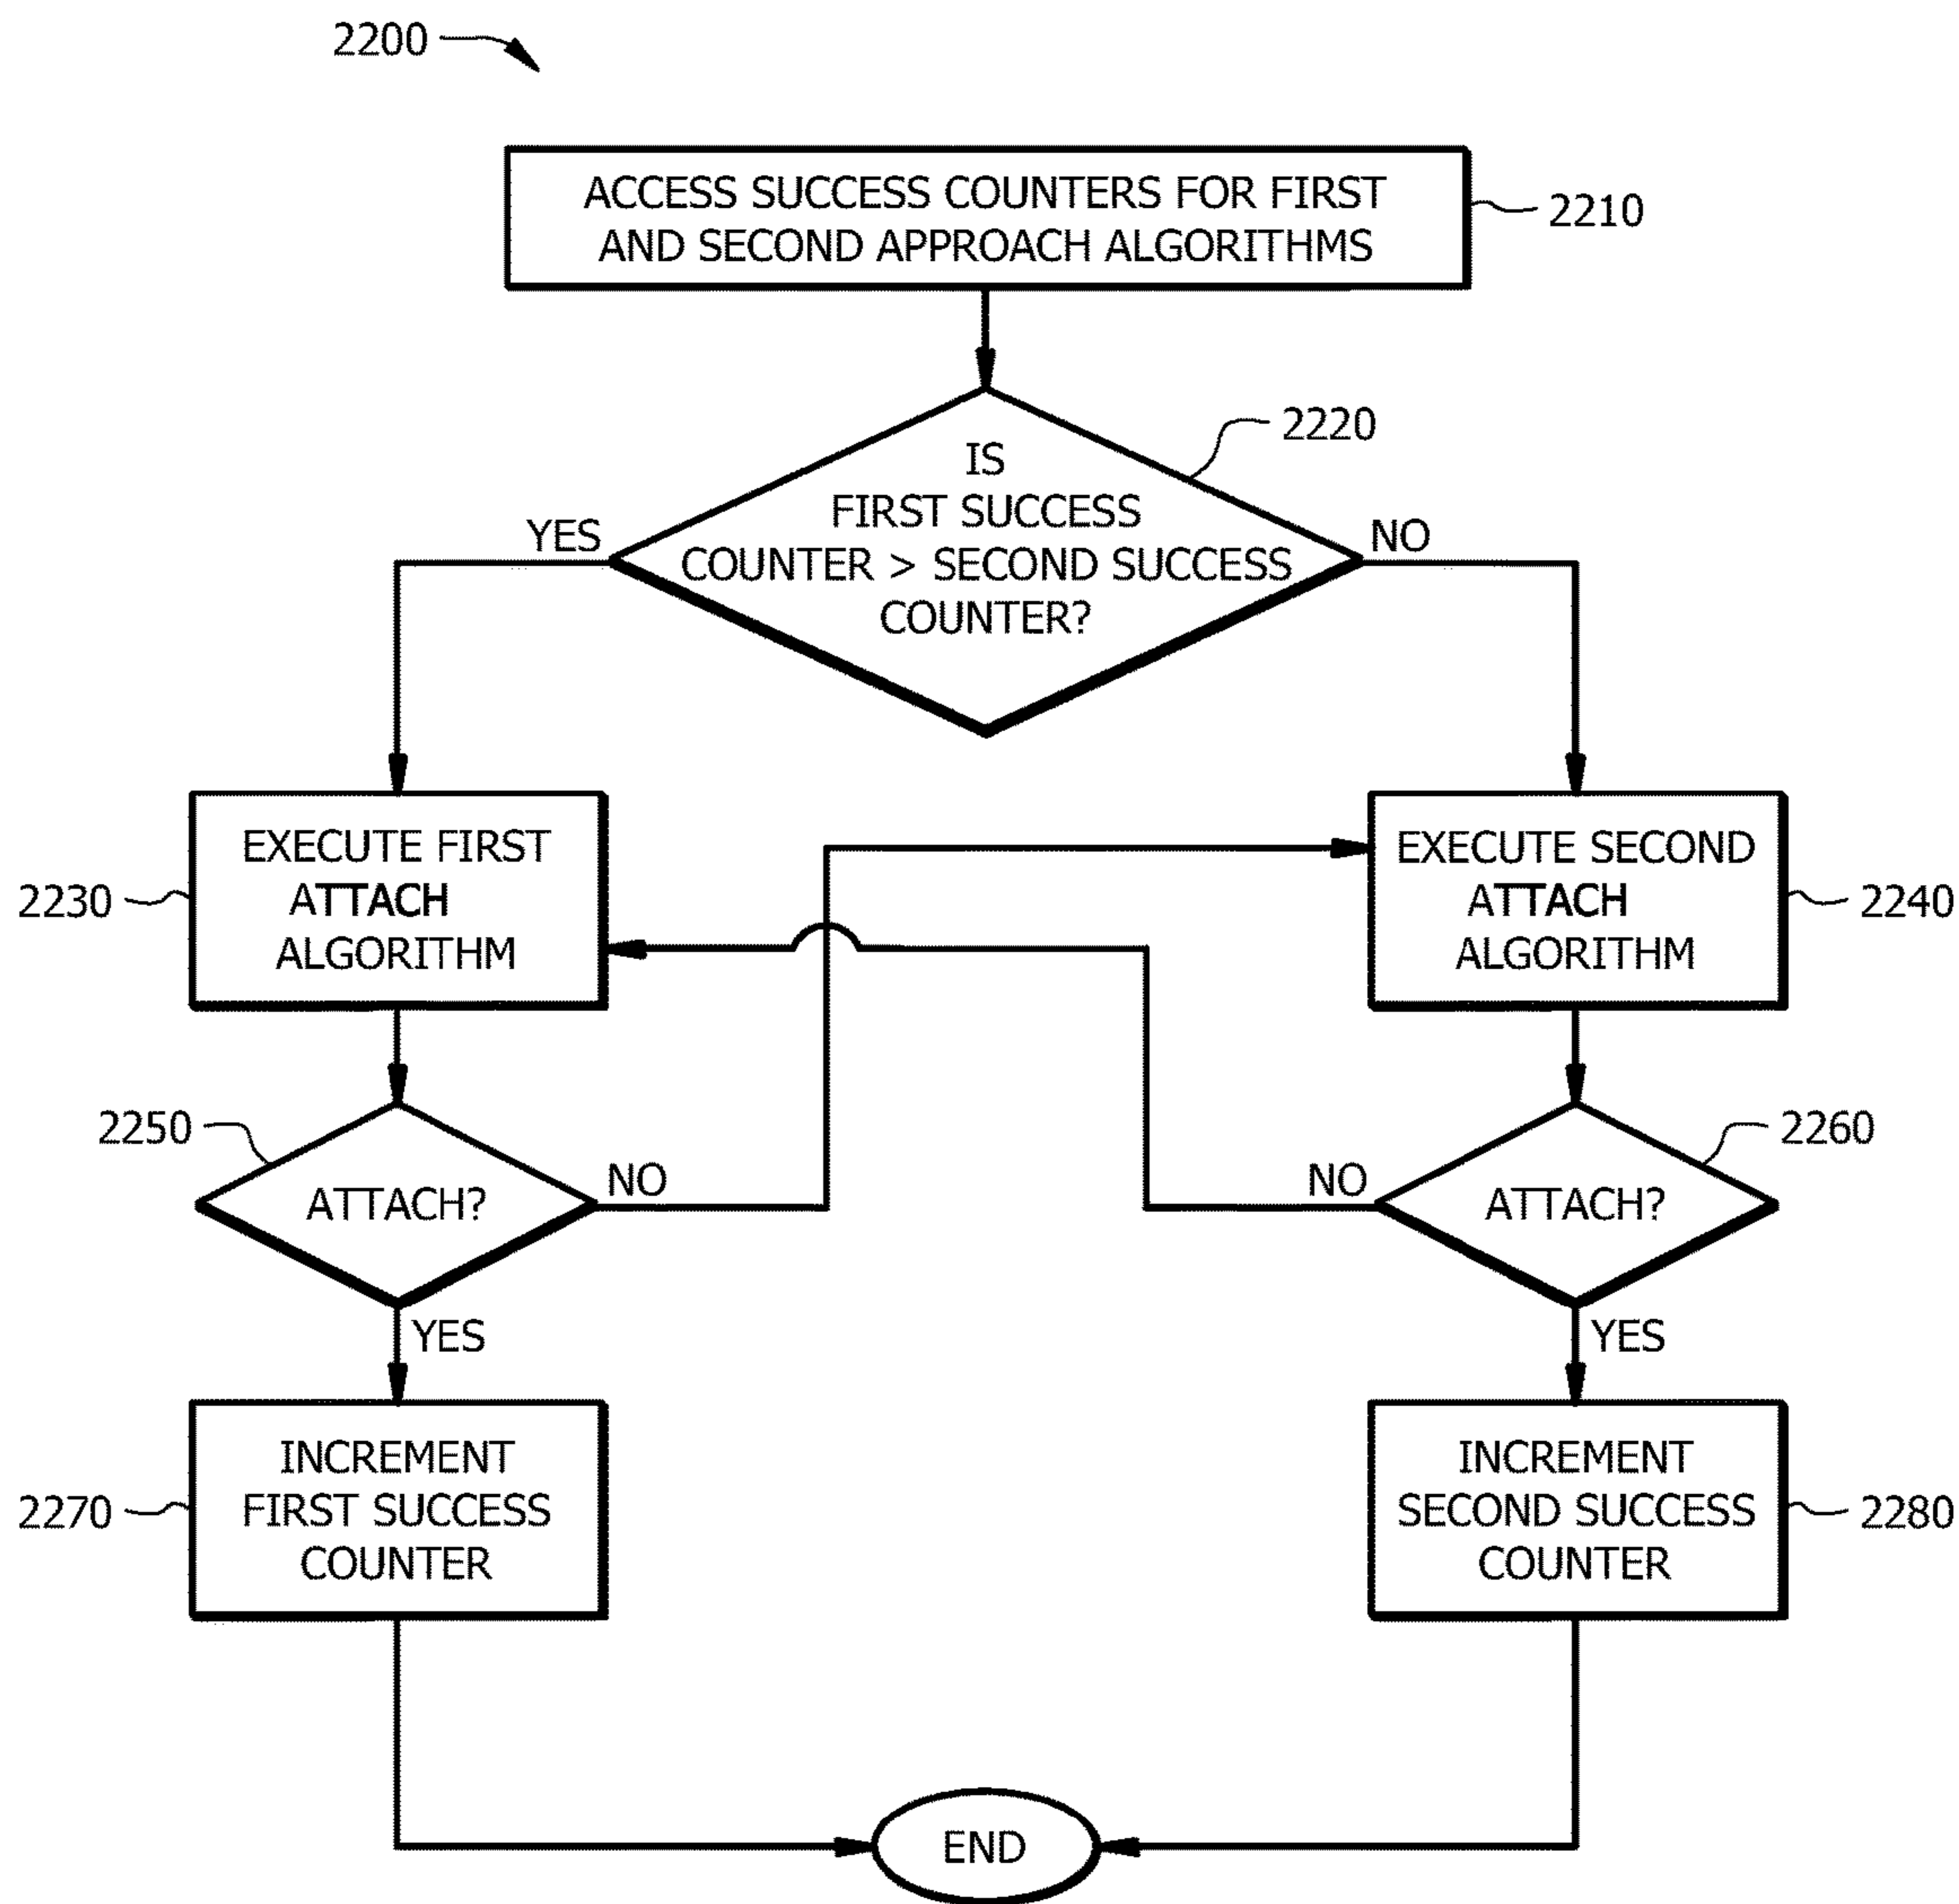 2200
ACCESS SUCCESS COUNTERS FOR FIRST
AND SECOND APPROACH ALGORITHMS
2210
2220
IS
FIRST SUCCESS
COUNTER > SECOND SUCCESS
COUNTER?
YES
NO
EXECUTE FIRST
ATTACH
ALGORITHM
2230
EXECUTE SECOND
ATTACH
ALGORITHM
2240
2250
ATTACH?
NO
YES
2260
ATTACH?
NO
YES
INCREMENT
FIRST SUCCESS
COUNTER
2270
INCREMENT
SECOND SUCCESS
COUNTER
2280
END